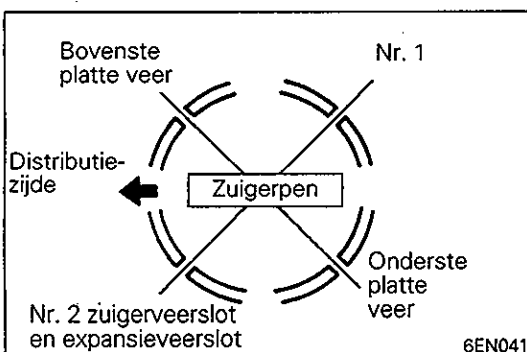 Bovenste
platte veer
Nr. 1
Distributie-
zijde
Zuigerpen
Onderste
platte
veer
Nr. 2 zuigerveerslot
en expansieveerslot
6EN041